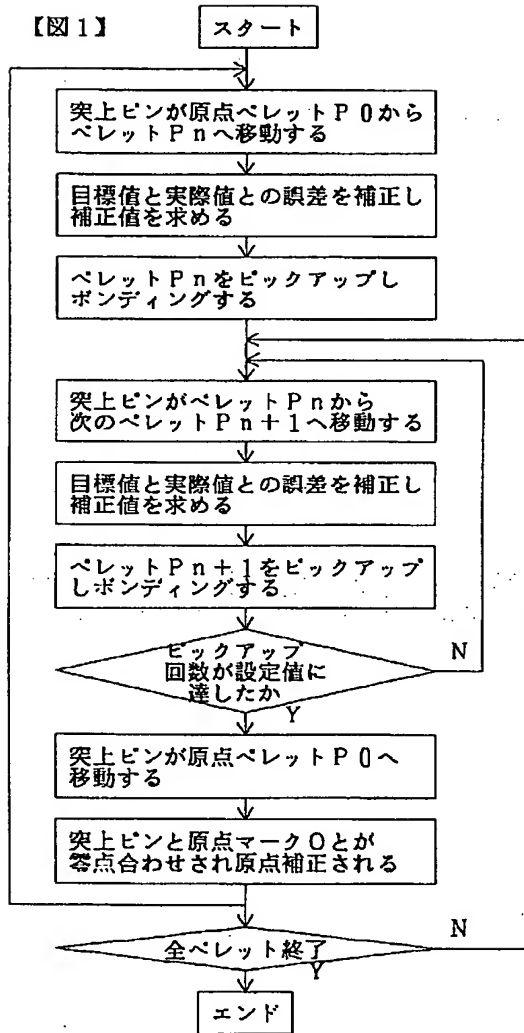 【図1】
スタート
突上ピンが原点ペレットP0から
ペレットPnへ移動する
目標値と実際値との誤差を補正し
補正値を求める
ペレットPnをピックアップし
ボンディングする
突上ピンがペレットPnから
次のペレットPn+1へ移動する
目標値と実際値との誤差を補正し
補正値を求める
ペレットPn+1をピックアップ
しボンディングする
ピックアップ
回数が設定値に
達したか
N
Y
突上ピンが原点ペレットP0へ
移動する
突上ピンと原点マークOとが
零点合わせされ原点補正される
全ペレット終了
N
Y
エンド